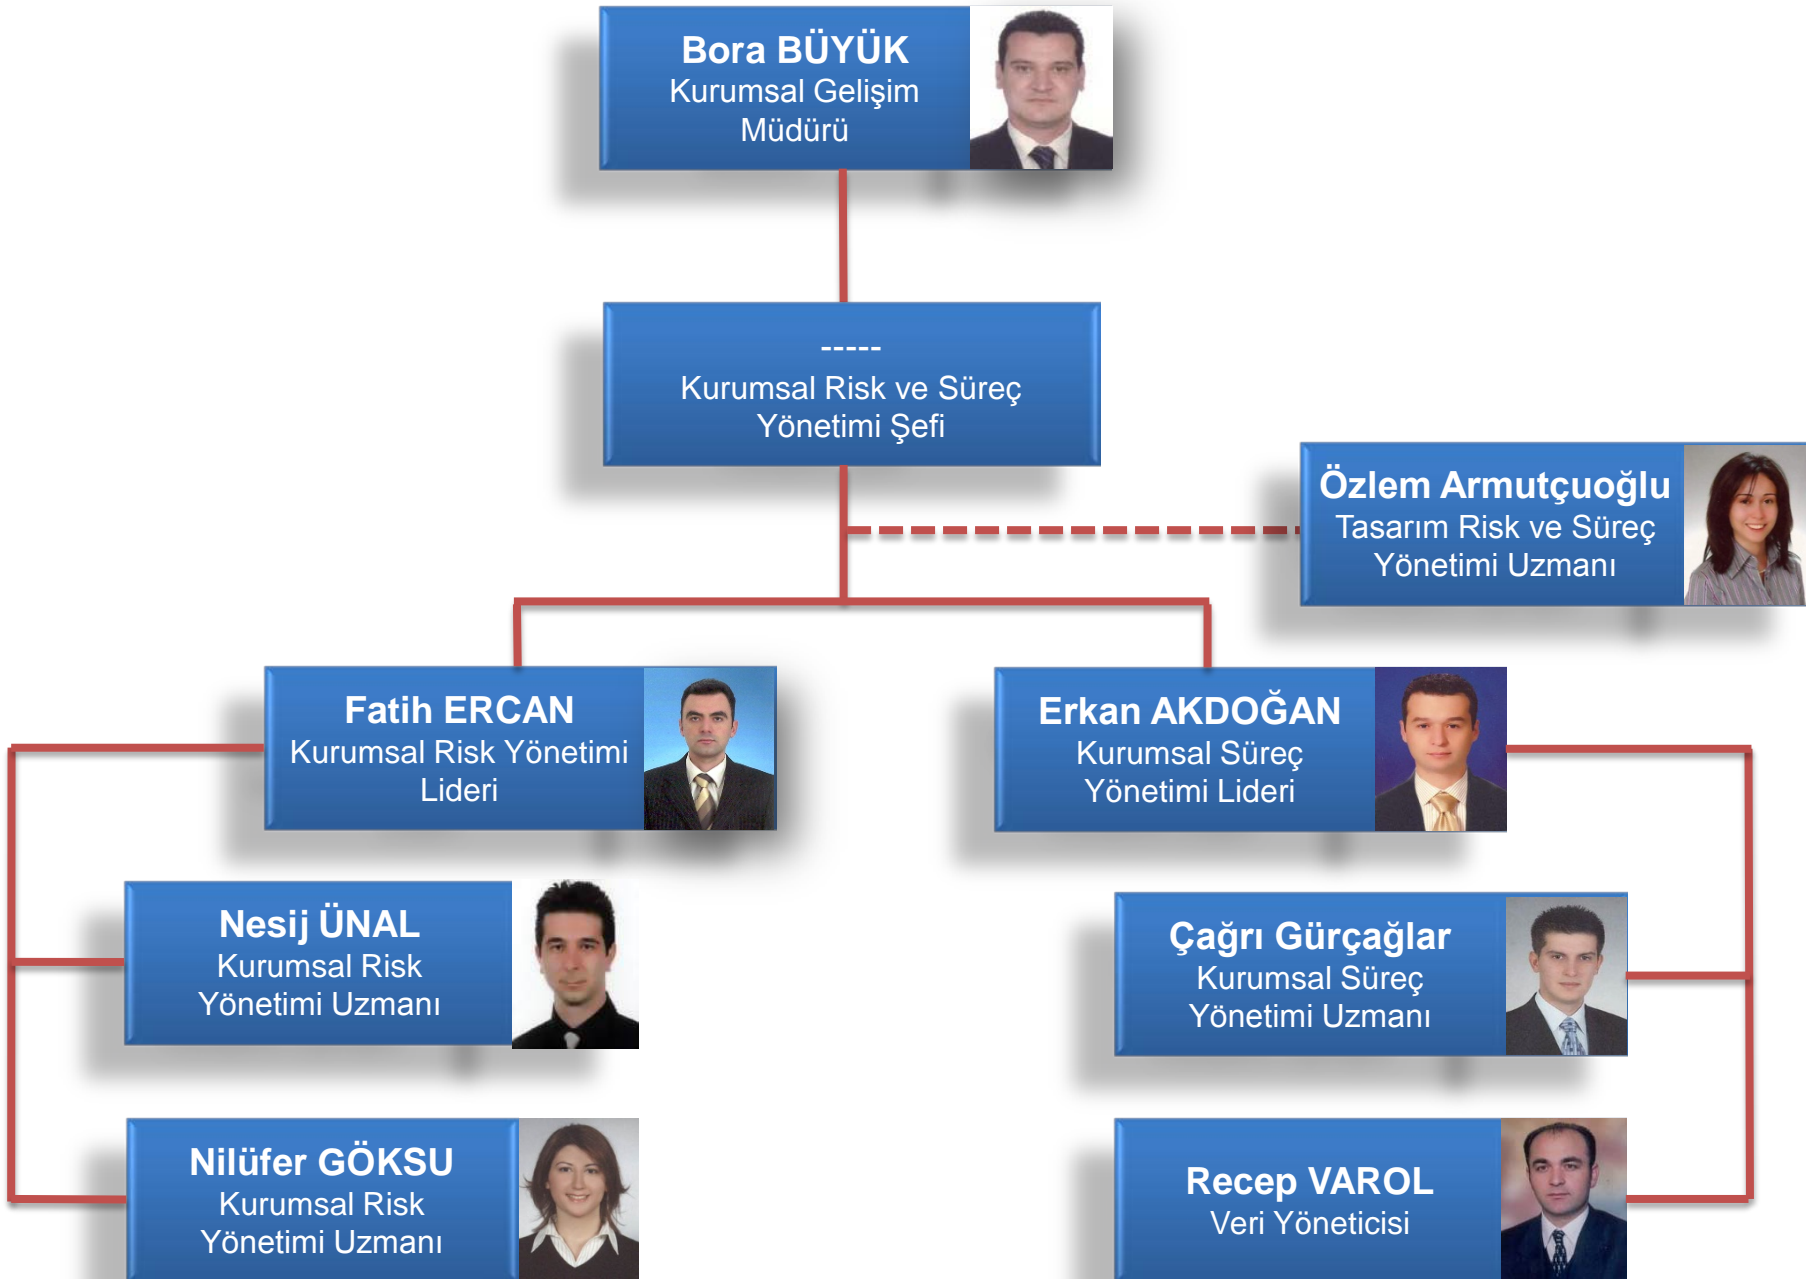 Bora BÜYÜK
Kurumsal Gelişim
Müdürü
-----
Kurumsal Risk ve Süreç
Yönetimi Şefi
Özlem Armutçuoğlu
Tasarım Risk ve Süreç
Yönetimi Uzmanı
Fatih ERCAN
Kurumsal Risk Yönetimi
Lideri
Erkan AKDOĞAN
Kurumsal Süreç
Yönetimi Lideri
Nesij ÜNAL
Kurumsal Risk
Yönetimi Uzmanı
Çağrı Gürçağlar
Kurumsal Süreç
Yönetimi Uzmanı
Nilüfer GÖKSU
Kurumsal Risk
Yönetimi Uzmanı
Recep VAROL
Veri Yöneticisi